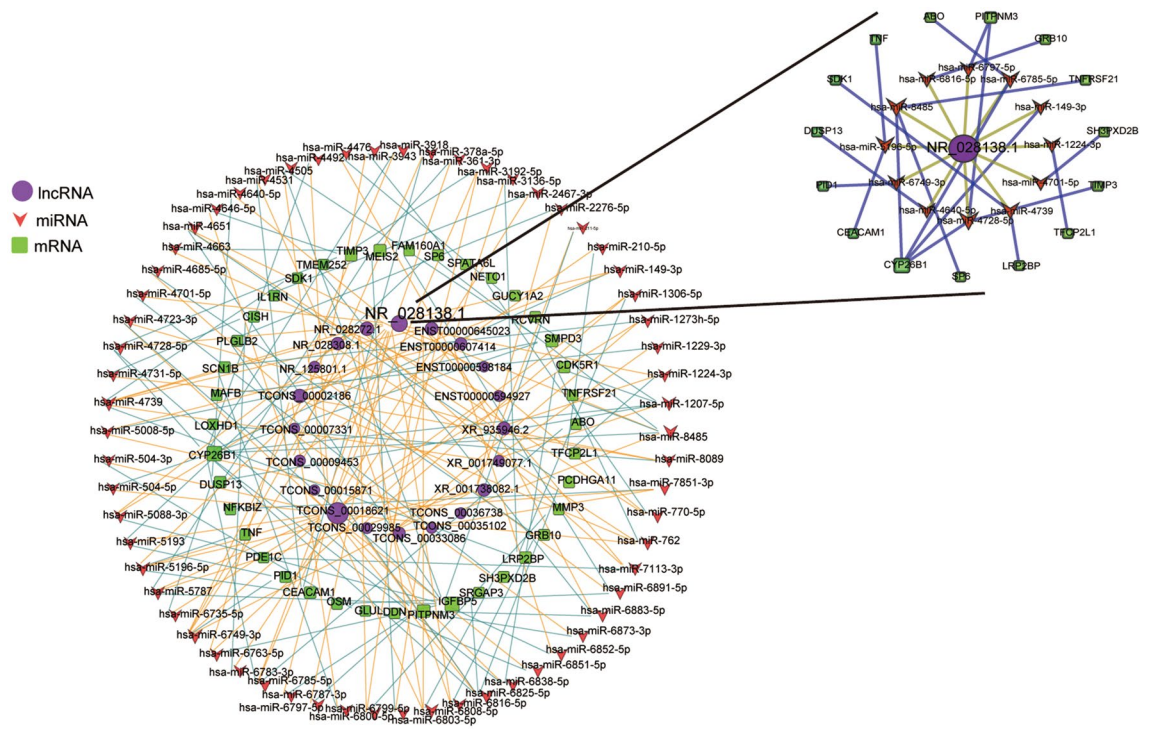 lncRNA
miRNA
mRNA
hsa-miR-3918
hsa-miR-4476
hsa-miR-3943
hsa-miR-378a-5p
hsa-miR-4492
hsa-miR-361-3p
hsa-miR-4505
hsa-miR-3192-5p
hsa-miR-4531
hsa-miR-3136-5p
hsa-miR-4640-5p
hsa-miR-2467-3p
hsa-miR-4646-5p
hsa-miR-2276-5p
hsa-miR-4651
hsa-miR-4663
hsa-miR-210-5p
hsa-miR-4685-5p
hsa-miR-149-3p
hsa-miR-4701-5p
hsa-miR-1306-5p
hsa-miR-4723-3p
hsa-miR-1273h-5p
hsa-miR-4728-5p
hsa-miR-1229-3p
hsa-miR-4731-5p
hsa-miR-1224-3p
hsa-miR-4739
hsa-miR-1207-5p
hsa-miR-5008-5p
hsa-miR-8485
hsa-miR-504-3p
hsa-miR-8089
hsa-miR-504-5p
hsa-miR-7851-3p
hsa-miR-5088-3p
hsa-miR-770-5p
hsa-miR-5193
hsa-miR-762
hsa-miR-5196-5p
hsa-miR-7113-3p
hsa-miR-5787
hsa-miR-6891-5p
hsa-miR-6735-5p
hsa-miR-6883-5p
hsa-miR-6749-3p
hsa-miR-6873-3p
hsa-miR-6763-5p
hsa-miR-6852-5p
hsa-miR-6783-3p
hsa-miR-6851-5p
hsa-miR-6785-5p
hsa-miR-6838-5p
hsa-miR-6787-3p
hsa-miR-6825-5p
hsa-miR-6797-5p
hsa-miR-6816-5p
hsa-miR-6799-5p
hsa-miR-6808-5p
hsa-miR-6800-5p
hsa-miR-6803-5p
TIMP3
FAM160A1
MEIS2
SP6
TMEM252
SPATA6L
SDK1
NETO1
IL1RN
GUCY1A2
CISH
RCVRN
PLGLB2
SMPD3
SCN1B
CDK5R1
MAFB
TNFRSF21
LOXHD1
ABO
CYP26B1
TFCP2L1
DUSP13
PCDHGA11
NFKBIZ
MMP3
TNF
GRB10
PDE1C
LRP2BP
PID1
SH3PXD2B
CEACAM1
SRGAP3
OSM
IGFBP5
GLUL
DDN
PITPNM3
NR_028138.1
NR_028272.1
ENST00000645023
NR_028308.1
ENST00000607414
NR_125801.1
ENST00000598184
TCONS_00002186
ENST00000594927
TCONS_00007331
XR_935946.2
TCONS_00009453
XR_001749077.1
TCONS_00015871
XR_001738082.1
TCONS_00018621
TCONS_00036738
TCONS_00029985
TCONS_00035102
TCONS_00033086
ABO
PITPNM3
TNF
GRB10
hsa-miR-6797-5p
SDK1
hsa-miR-6816-5p
hsa-miR-6785-5p
TNFRSF21
hsa-miR-8485
hsa-miR-149-3p
DUSP13
SH3PXD2B
hsa-miR-5196-5p
NR_028138.1
hsa-miR-1224-3p
PID1
hsa-miR-6749-3p
hsa-miR-4701-5p
TIMP3
hsa-miR-4640-5p
hsa-miR-4739
hsa-miR-4728-5p
CEACAM1
TFCP2L1
CYP26B1
SP6
LRP2BP